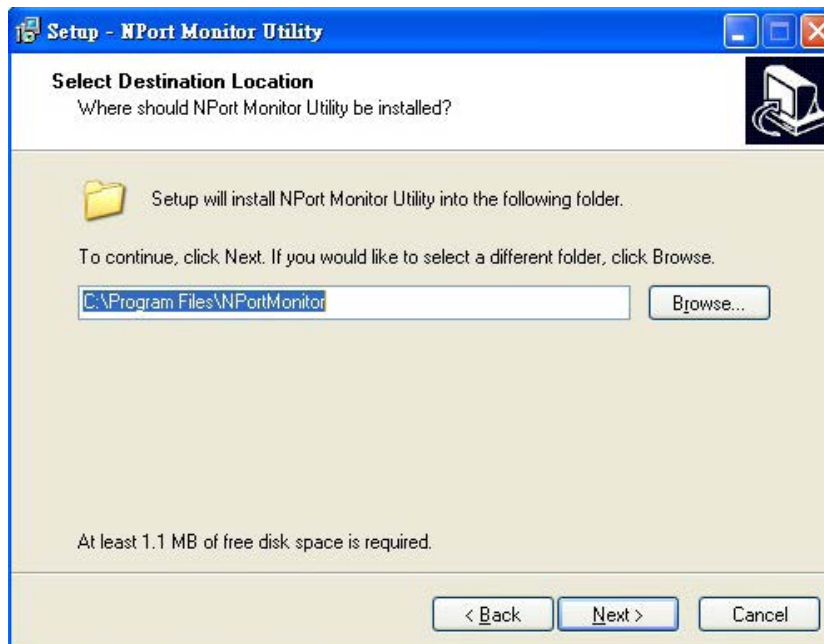 Setup - NPort Monitor Utility
Select Destination Location
Where should NPort Monitor Utility be installed?
Setup will install NPort Monitor Utility into the following folder.
To continue, click Next. If you would like to select a different folder, click Browse.
C:\Program Files\NPortMonitor
Browse...
At least 1.1 MB of free disk space is required.
< Back
Next >
Cancel